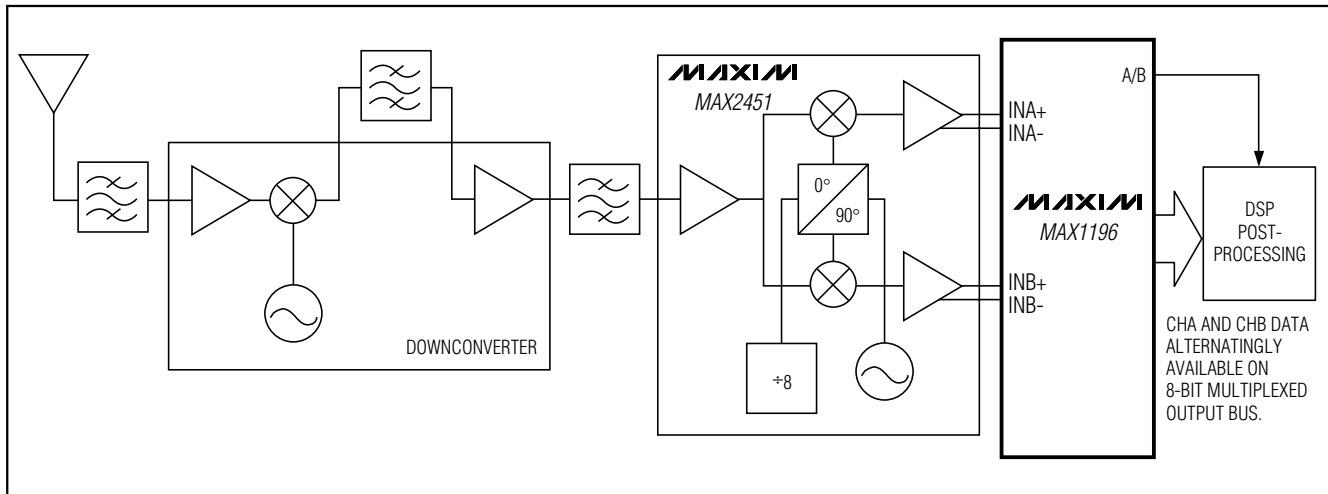 DOWNCONVERTER
MAXIM
MAX2451
0°
90°
÷8
INA+
INA-
INB+
INB-
A/B
MAXIM
MAX1196
DSP
POST-
PROCESSING
CHA AND CHB DATA
ALTERNATINGLY
AVAILABLE ON
8-BIT MULTIPLEXED
OUTPUT BUS.